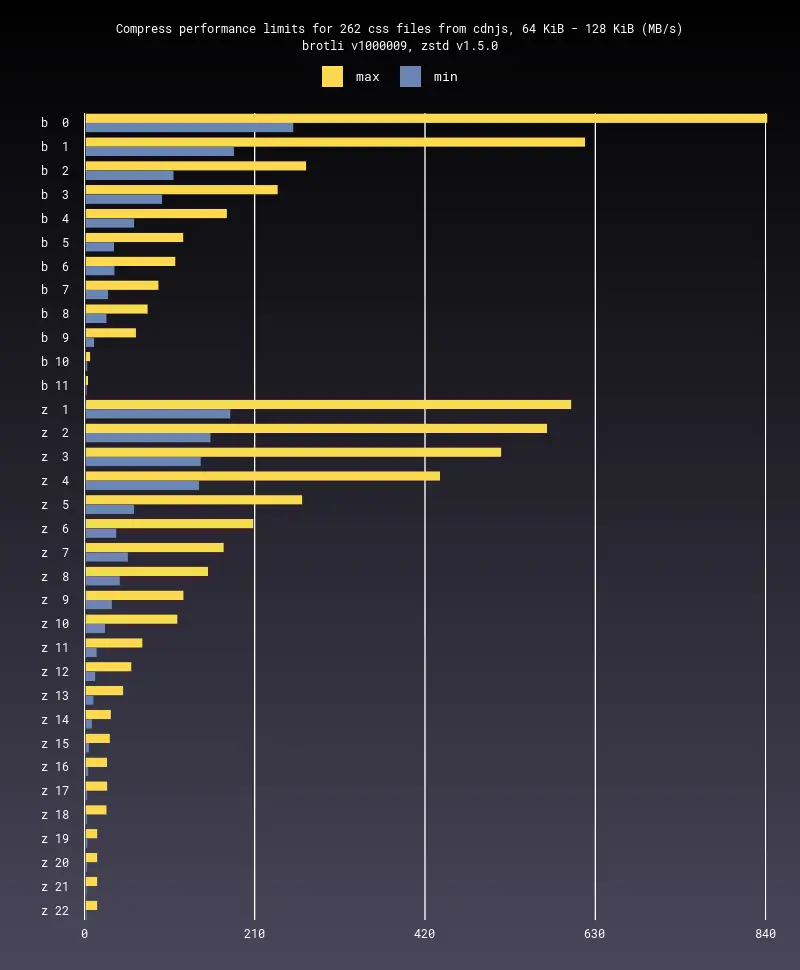 Compress performance limits for 262 css files from cdnjs, 64 KiB - 128 KiB (MB/s)
brotli v1000009, zstd v1.5.0
max min
b 0
b 1
b 2
b 3
b 4
b 5
b 6
b 7
b 8
b 9
b 10
b 11
z 1
z 2
z 3
z 4
z 5
z 6
z 7
z 8
z 9
z 10
z 11
z 12
z 13
z 14
z 15
z 16
z 17
z 18
z 19
z 20
z 21
z 22
0 210 420 630 840